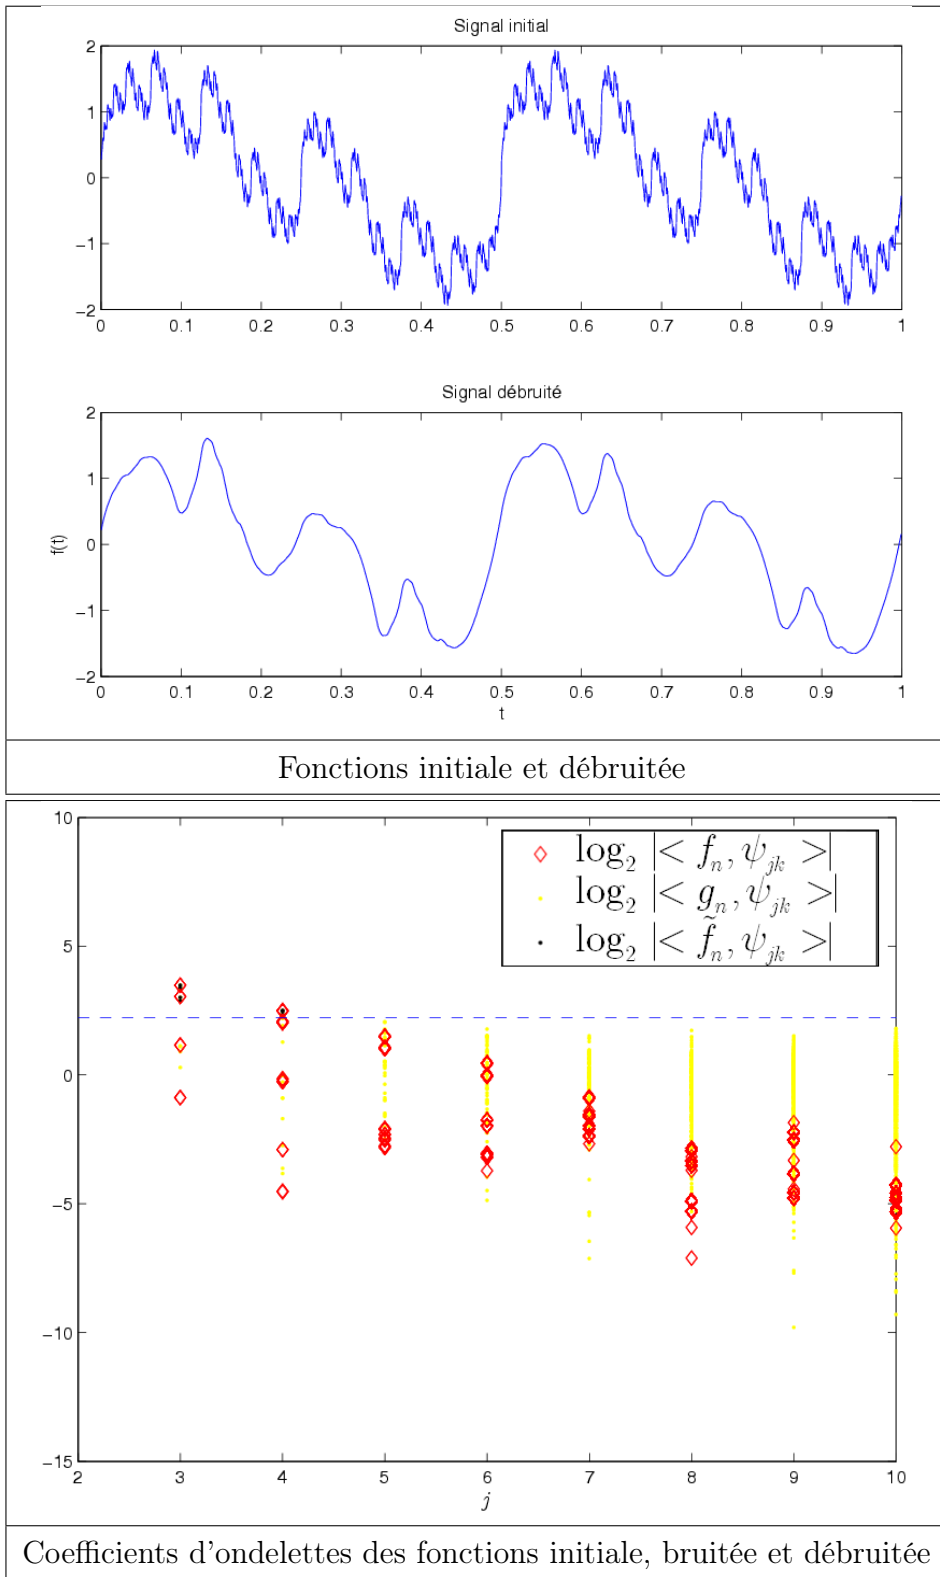 Signal initial
2
1
0
−1
−2
0 0.1 0.2 0.3 0.4 0.5 0.6 0.7 0.8 0.9 1
Signal débruité
2
1
0
−1
−2
f(t)
0 0.1 0.2 0.3 0.4 0.5 0.6 0.7 0.8 0.9 1
t
Fonctions initiale et débruitée
10
5
0
−5
−10
−15
log₂ |< fₙ, ψⱼₖ >|
log₂ |< gₙ, ψⱼₖ >|
log₂ |< f̃ₙ, ψⱼₖ >|
2 3 4 5 6 7 8 9 10
j
Coefficients d'ondelettes des fonctions initiale, bruitée et débruitée